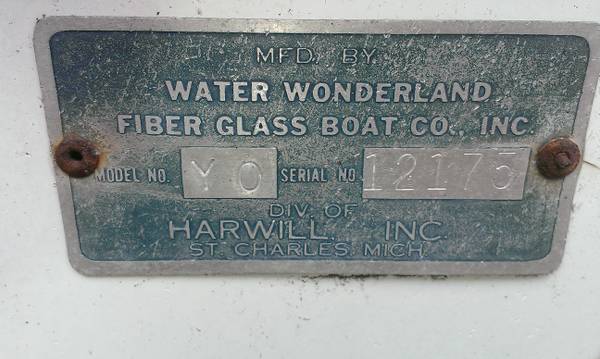 MFD. BY
WATER WONDERLAND
FIBER GLASS BOAT CO., INC.
MODEL NO. YO SERIAL NO. 12175
DIV. OF
HARWILL, INC.
ST. CHARLES, MICH.